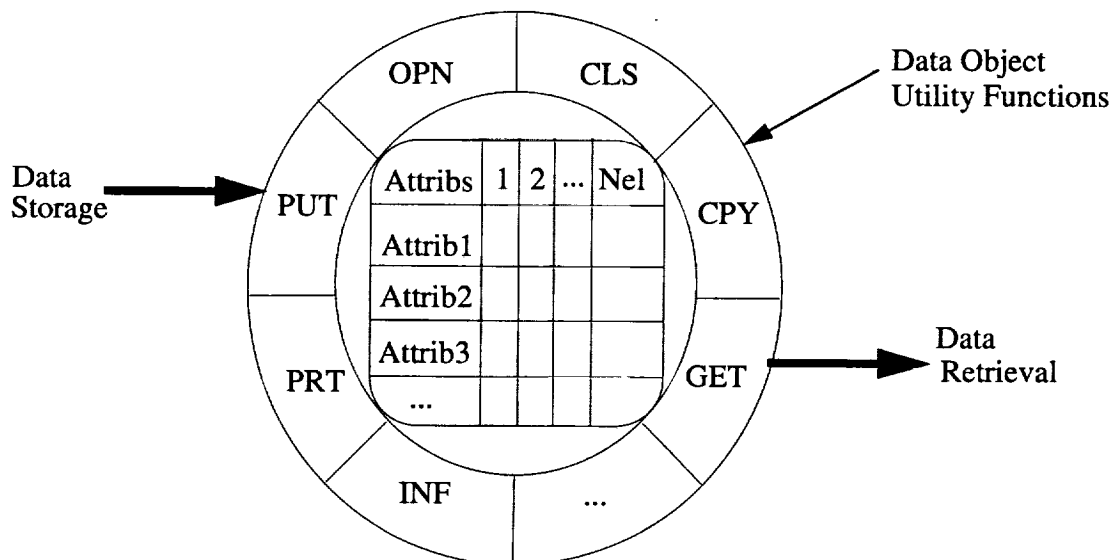 OPN
CLS
Data Object
Utility Functions
Data
Storage
PUT
Attribs 1 2 ... Nel
CPY
Attrib1
Attrib2
Attrib3
...
PRT
GET
Data
Retrieval
INF
...